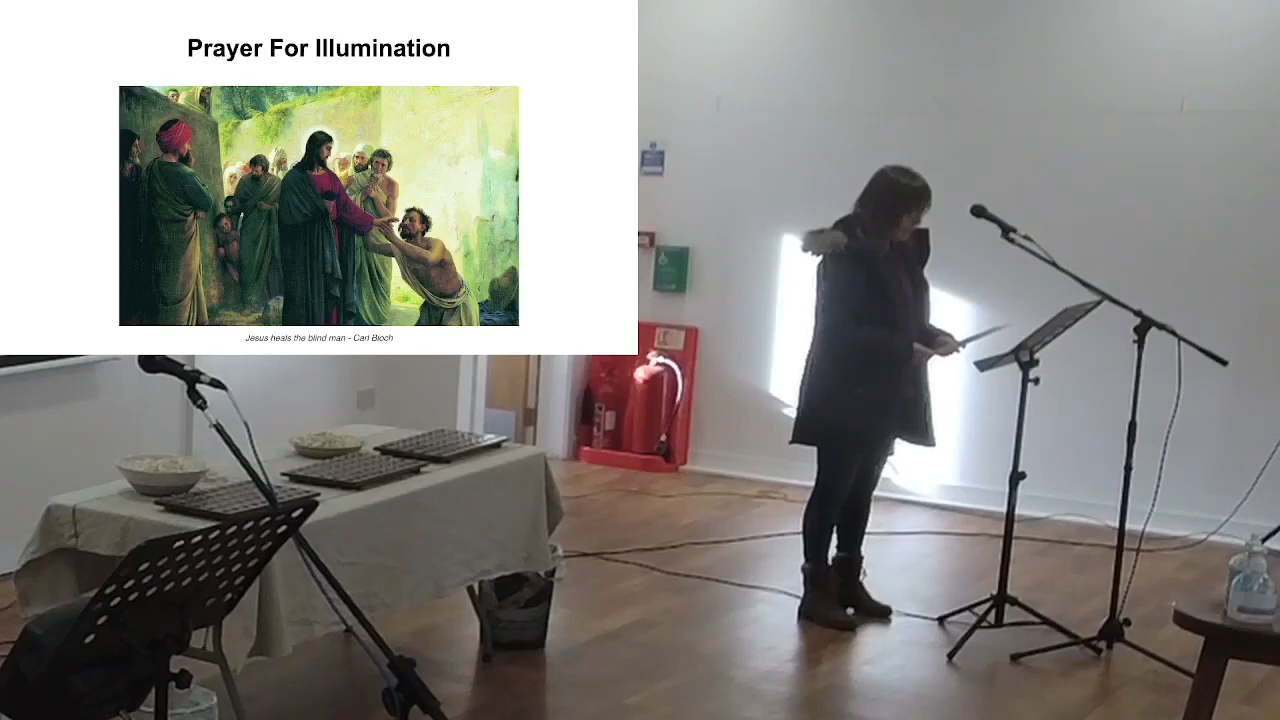 Prayer For Illumination
Jesus heals the blind man - Carl Bloch